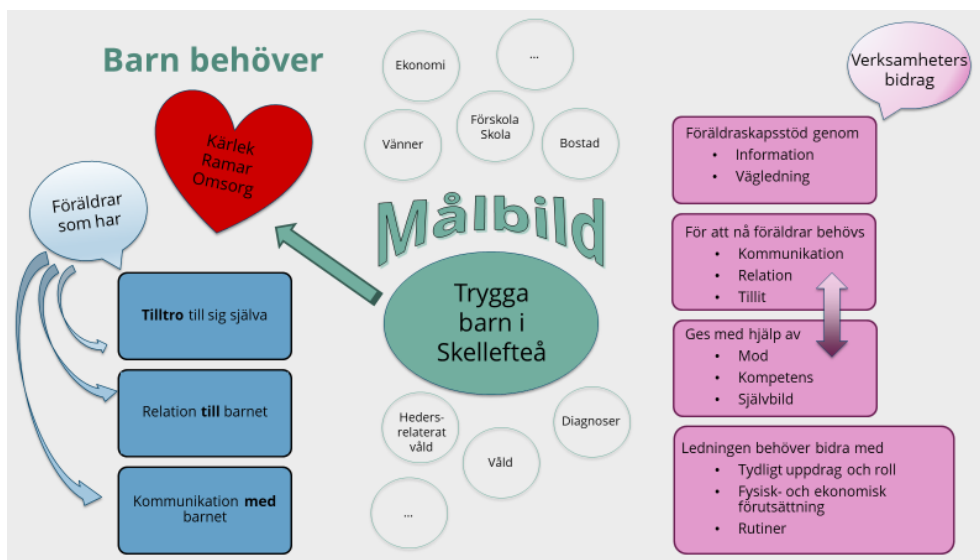 Barn behöver
Kärlek
Ramar
Omsorg
Föräldrar
som har
Tilltro till sig själva
Relation till barnet
Kommunikation med
barnet
Ekonomi
...
Vänner
Förskola
Skola
Bostad
Målbild
Trygga
barn i
Skellefteå
Heders-
relaterat
våld
Våld
Diagnoser
...
Verksamheters
bidrag
Föräldraskapsstöd genom
• Information
• Vägledning
För att nå föräldrar behövs
• Kommunikation
• Relation
• Tillit
Ges med hjälp av
• Mod
• Kompetens
• Självbild
Ledningen behöver bidra med
• Tydligt uppdrag och roll
• Fysisk- och ekonomisk
förutsättning
• Rutiner